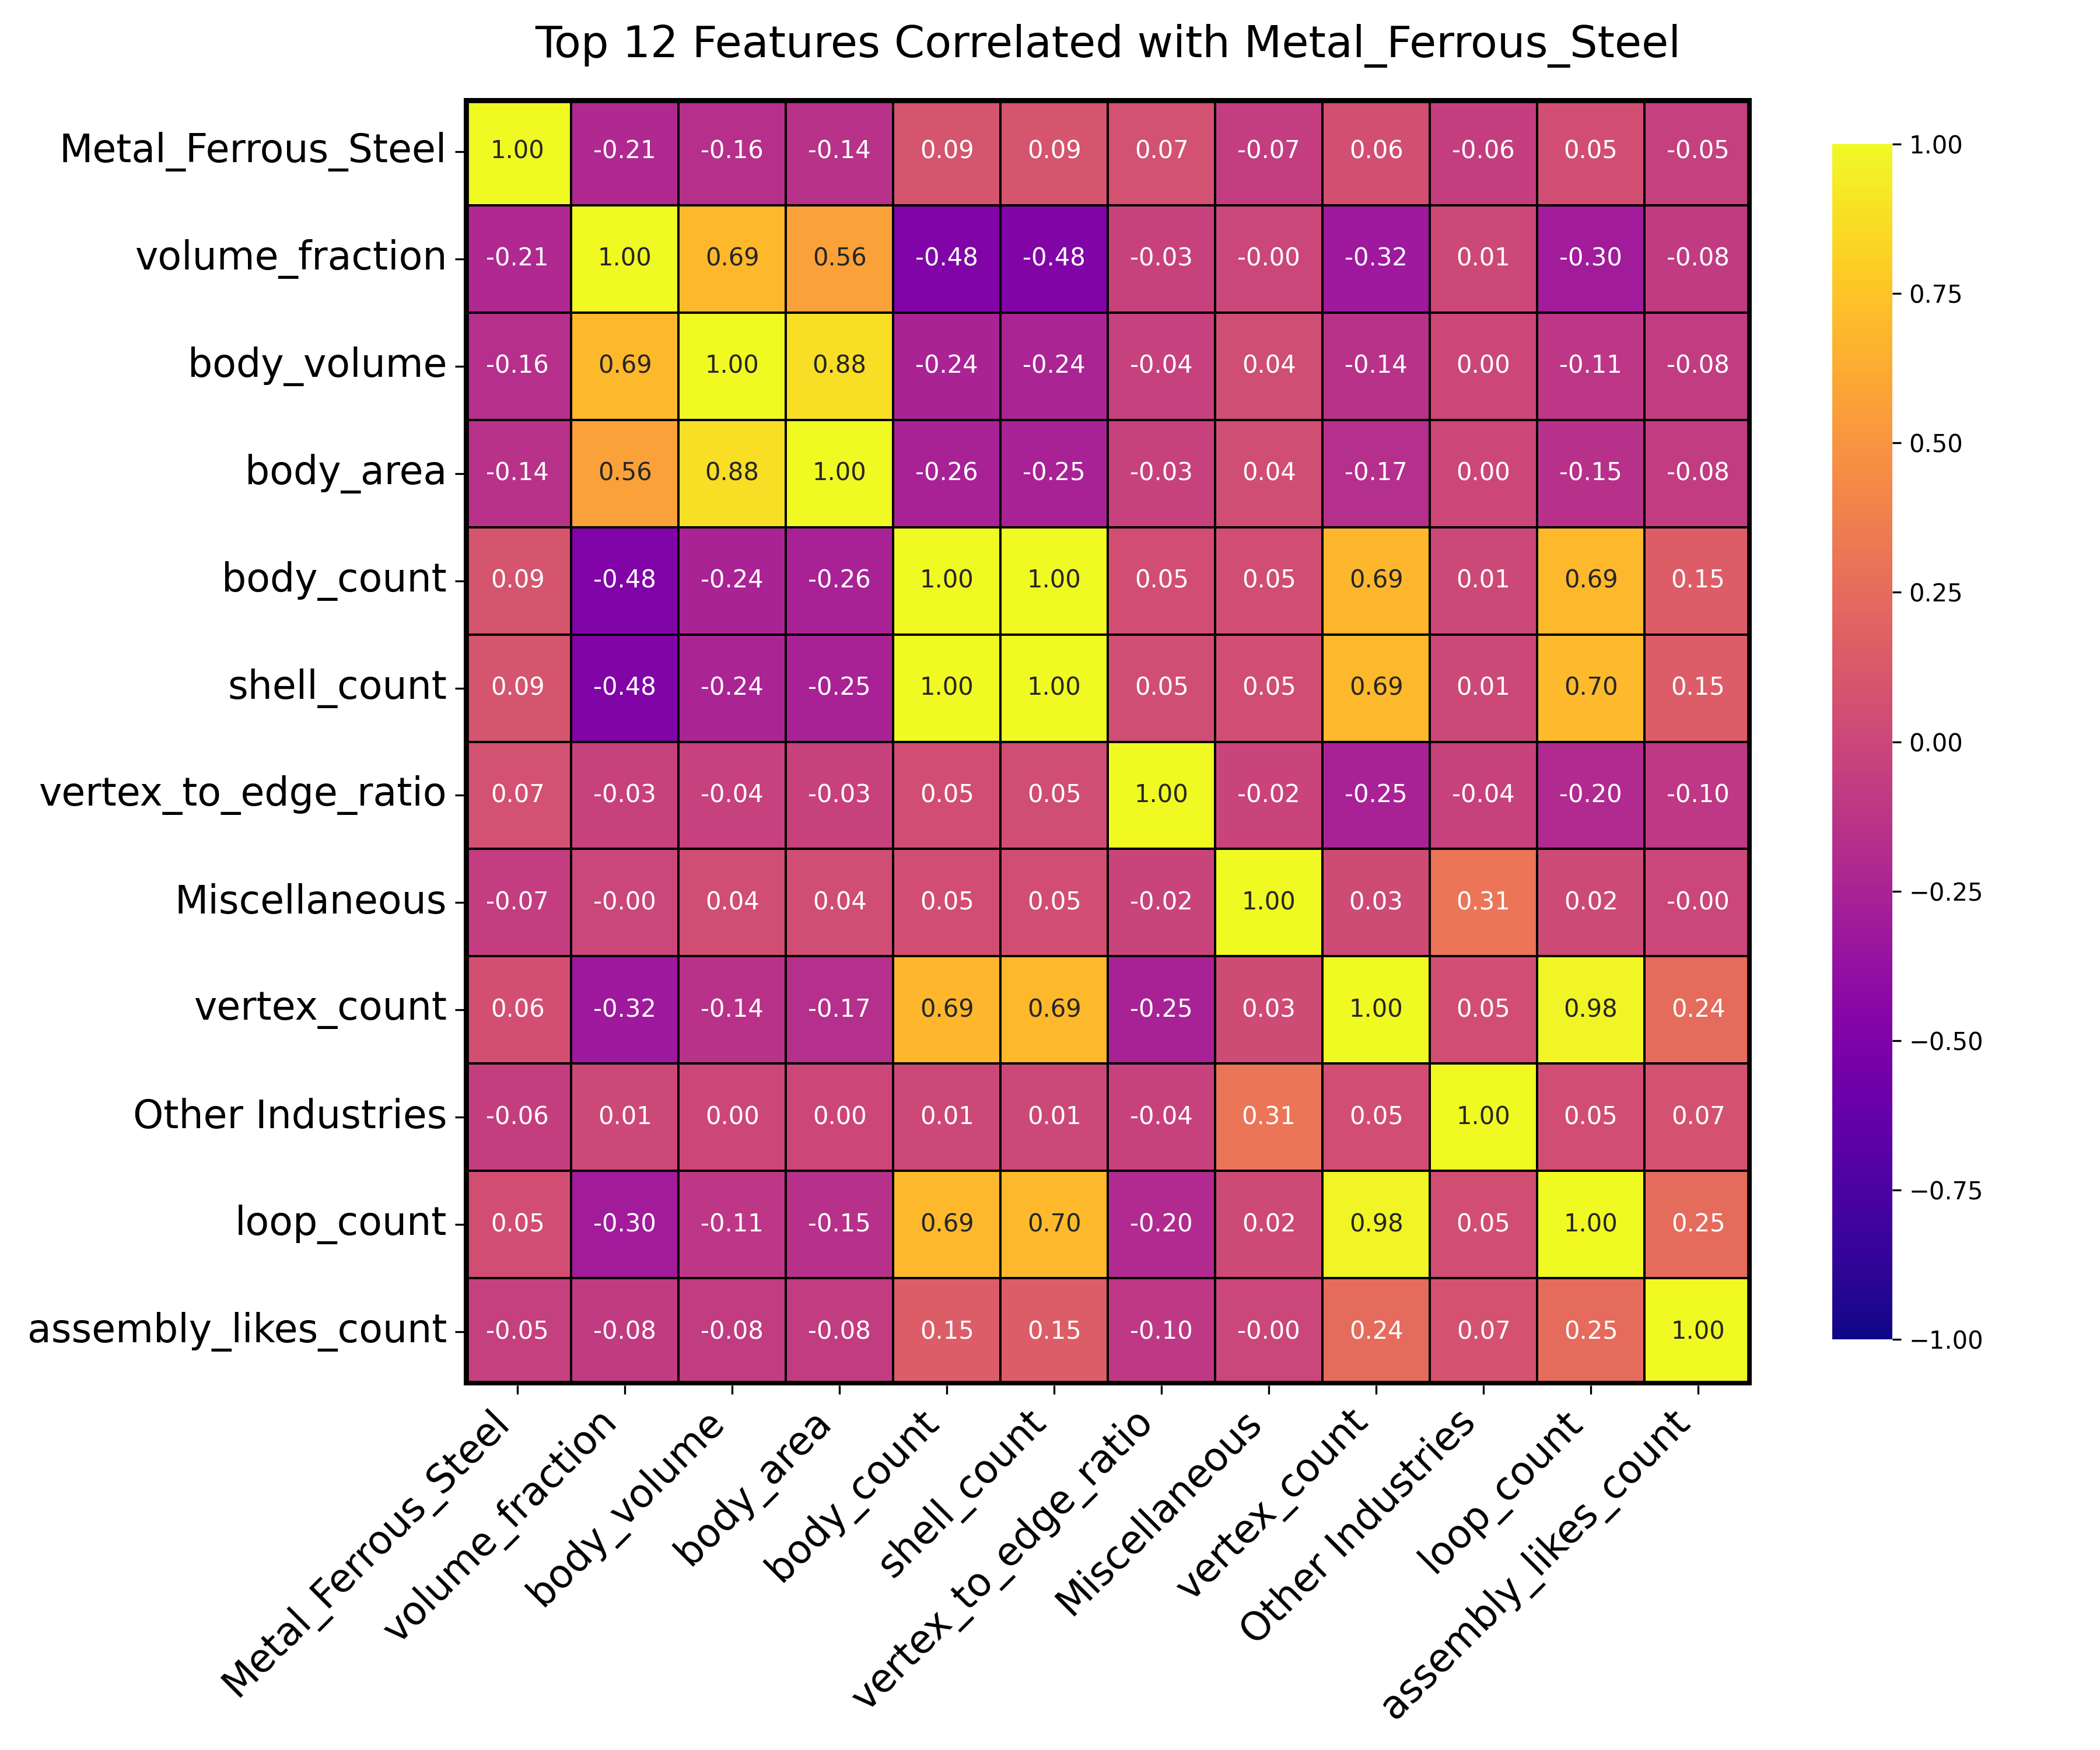 Top 12 Features Correlated with Metal_Ferrous_Steel
Metal_Ferrous_Steel 1.00 -0.21 -0.16 -0.14 0.09 0.09 0.07 -0.07 0.06 -0.06 0.05 -0.05
volume_fraction -0.21 1.00 0.69 0.56 -0.48 -0.48 -0.03 -0.00 -0.32 0.01 -0.30 -0.08
body_volume -0.16 0.69 1.00 0.88 -0.24 -0.24 -0.04 0.04 -0.14 0.00 -0.11 -0.08
body_area -0.14 0.56 0.88 1.00 -0.26 -0.25 -0.03 0.04 -0.17 0.00 -0.15 -0.08
body_count 0.09 -0.48 -0.24 -0.26 1.00 1.00 0.05 0.05 0.69 0.01 0.69 0.15
shell_count 0.09 -0.48 -0.24 -0.25 1.00 1.00 0.05 0.05 0.69 0.01 0.70 0.15
vertex_to_edge_ratio 0.07 -0.03 -0.04 -0.03 0.05 0.05 1.00 -0.02 -0.25 -0.04 -0.20 -0.10
Miscellaneous -0.07 -0.00 0.04 0.04 0.05 0.05 -0.02 1.00 0.03 0.31 0.02 -0.00
vertex_count 0.06 -0.32 -0.14 -0.17 0.69 0.69 -0.25 0.03 1.00 0.05 0.98 0.24
Other Industries -0.06 0.01 0.00 0.00 0.01 0.01 -0.04 0.31 0.05 1.00 0.05 0.07
loop_count 0.05 -0.30 -0.11 -0.15 0.69 0.70 -0.20 0.02 0.98 0.05 1.00 0.25
assembly_likes_count -0.05 -0.08 -0.08 -0.08 0.15 0.15 -0.10 -0.00 0.24 0.07 0.25 1.00
Metal_Ferrous_Steel
volume_fraction
body_volume
body_area
body_count
shell_count
vertex_to_edge_ratio
Miscellaneous
vertex_count
Other Industries
loop_count
assembly_likes_count
1.00
0.75
0.50
0.25
0.00
−0.25
−0.50
−0.75
−1.00